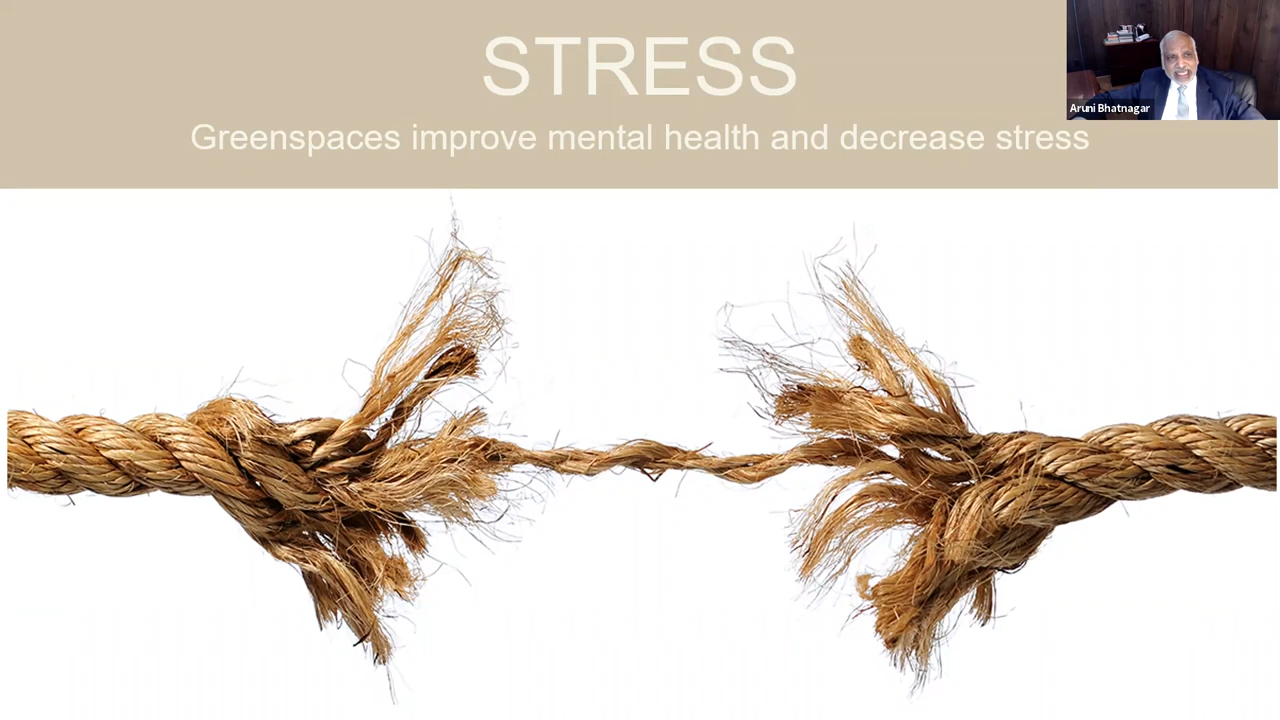 STRESS
Greenspaces improve mental health and decrease stress
Aruni Bhatnagar